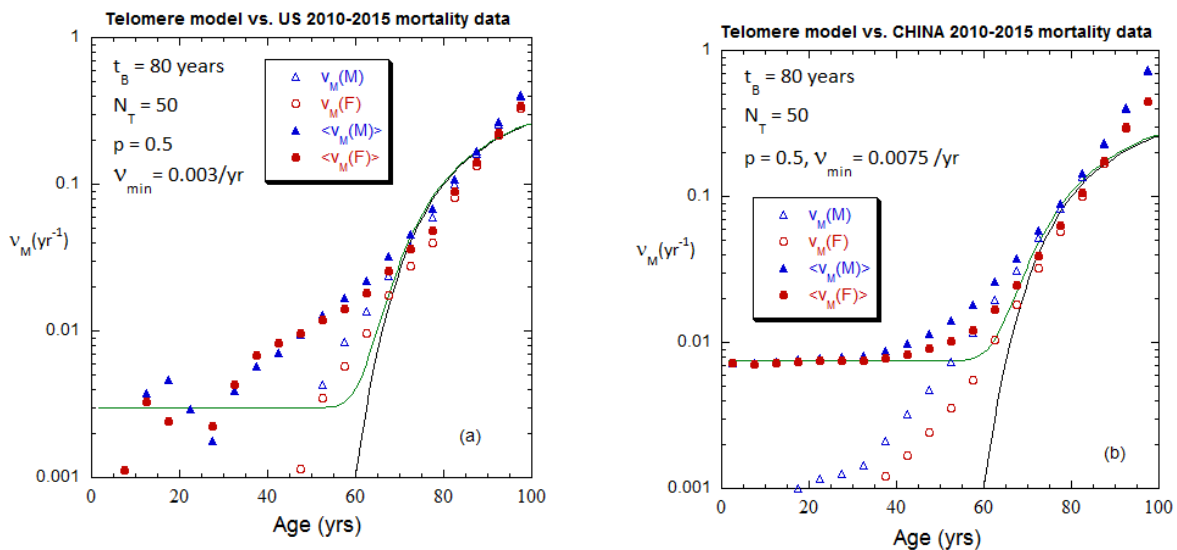 Telomere model vs. US 2010-2015 mortality data
1
t_B = 80 years
N_T = 50
p = 0.5
ν_min = 0.003/yr
ν_M(M)
ν_M(F)
<ν_M(M)>
<ν_M(F)>
0.1
ν_M(yr⁻¹)
0.01
(a)
0.001
0 20 40 60 80 100
Age (yrs)
Telomere model vs. CHINA 2010-2015 mortality data
1
t_B = 80 years
N_T = 50
p = 0.5, ν_min = 0.0075 /yr
0.1
ν_M(M)
ν_M(F)
<ν_M(M)>
<ν_M(F)>
ν_M(yr⁻¹)
0.01
(b)
0.001
0 20 40 60 80 100
Age (yrs)